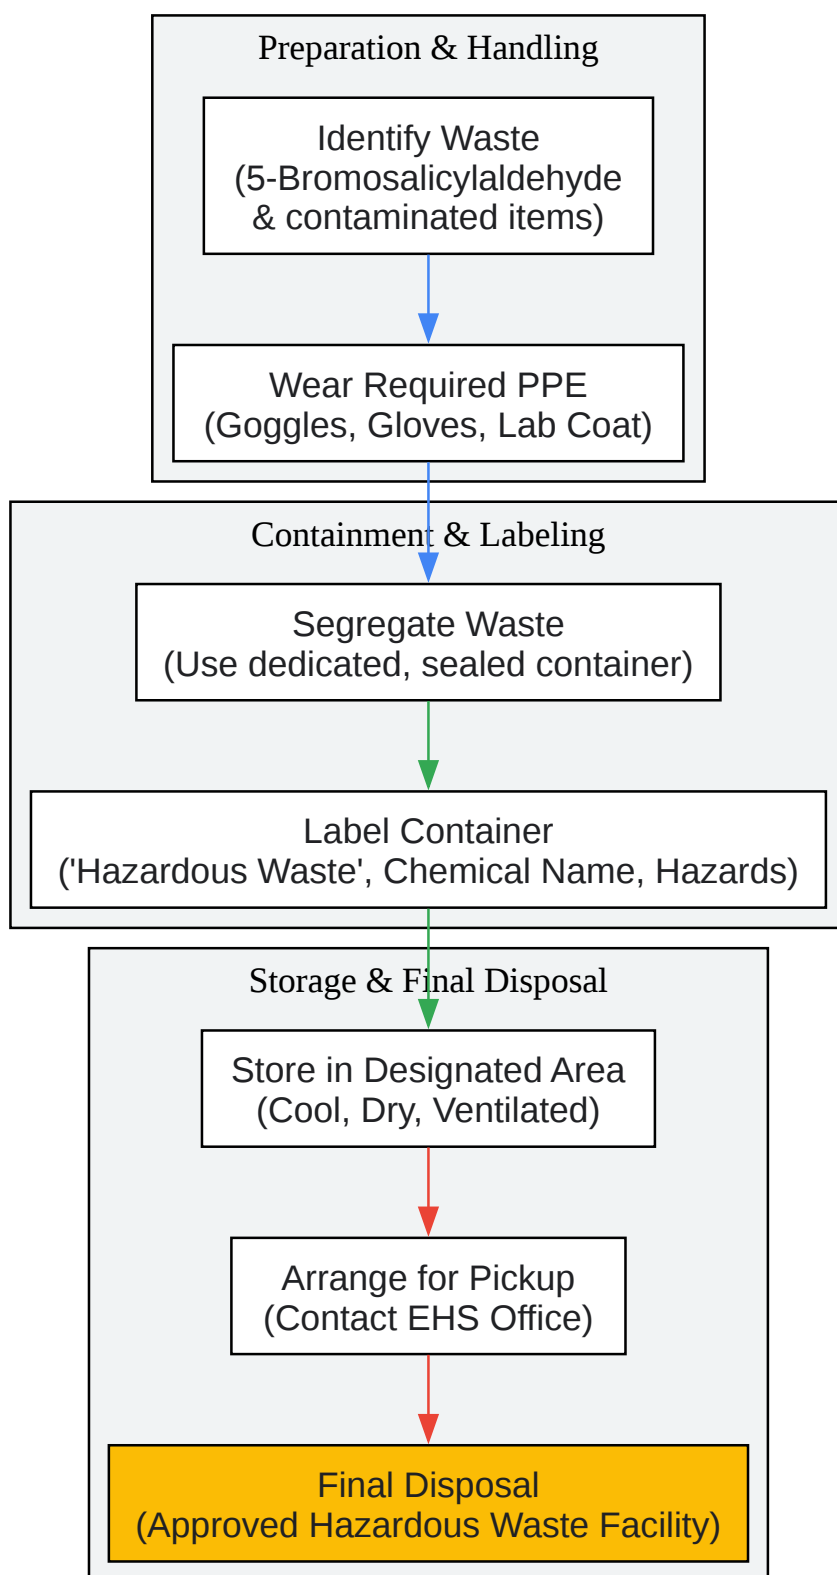 Preparation & Handling
Identify Waste
(5-Bromosalicylaldehyde
& contaminated items)
Wear Required PPE
(Goggles, Gloves, Lab Coat)
Containment & Labeling
Segregate Waste
(Use dedicated, sealed container)
Label Container
('Hazardous Waste', Chemical Name, Hazards)
Storage & Final Disposal
Store in Designated Area
(Cool, Dry, Ventilated)
Arrange for Pickup
(Contact EHS Office)
Final Disposal
(Approved Hazardous Waste Facility)